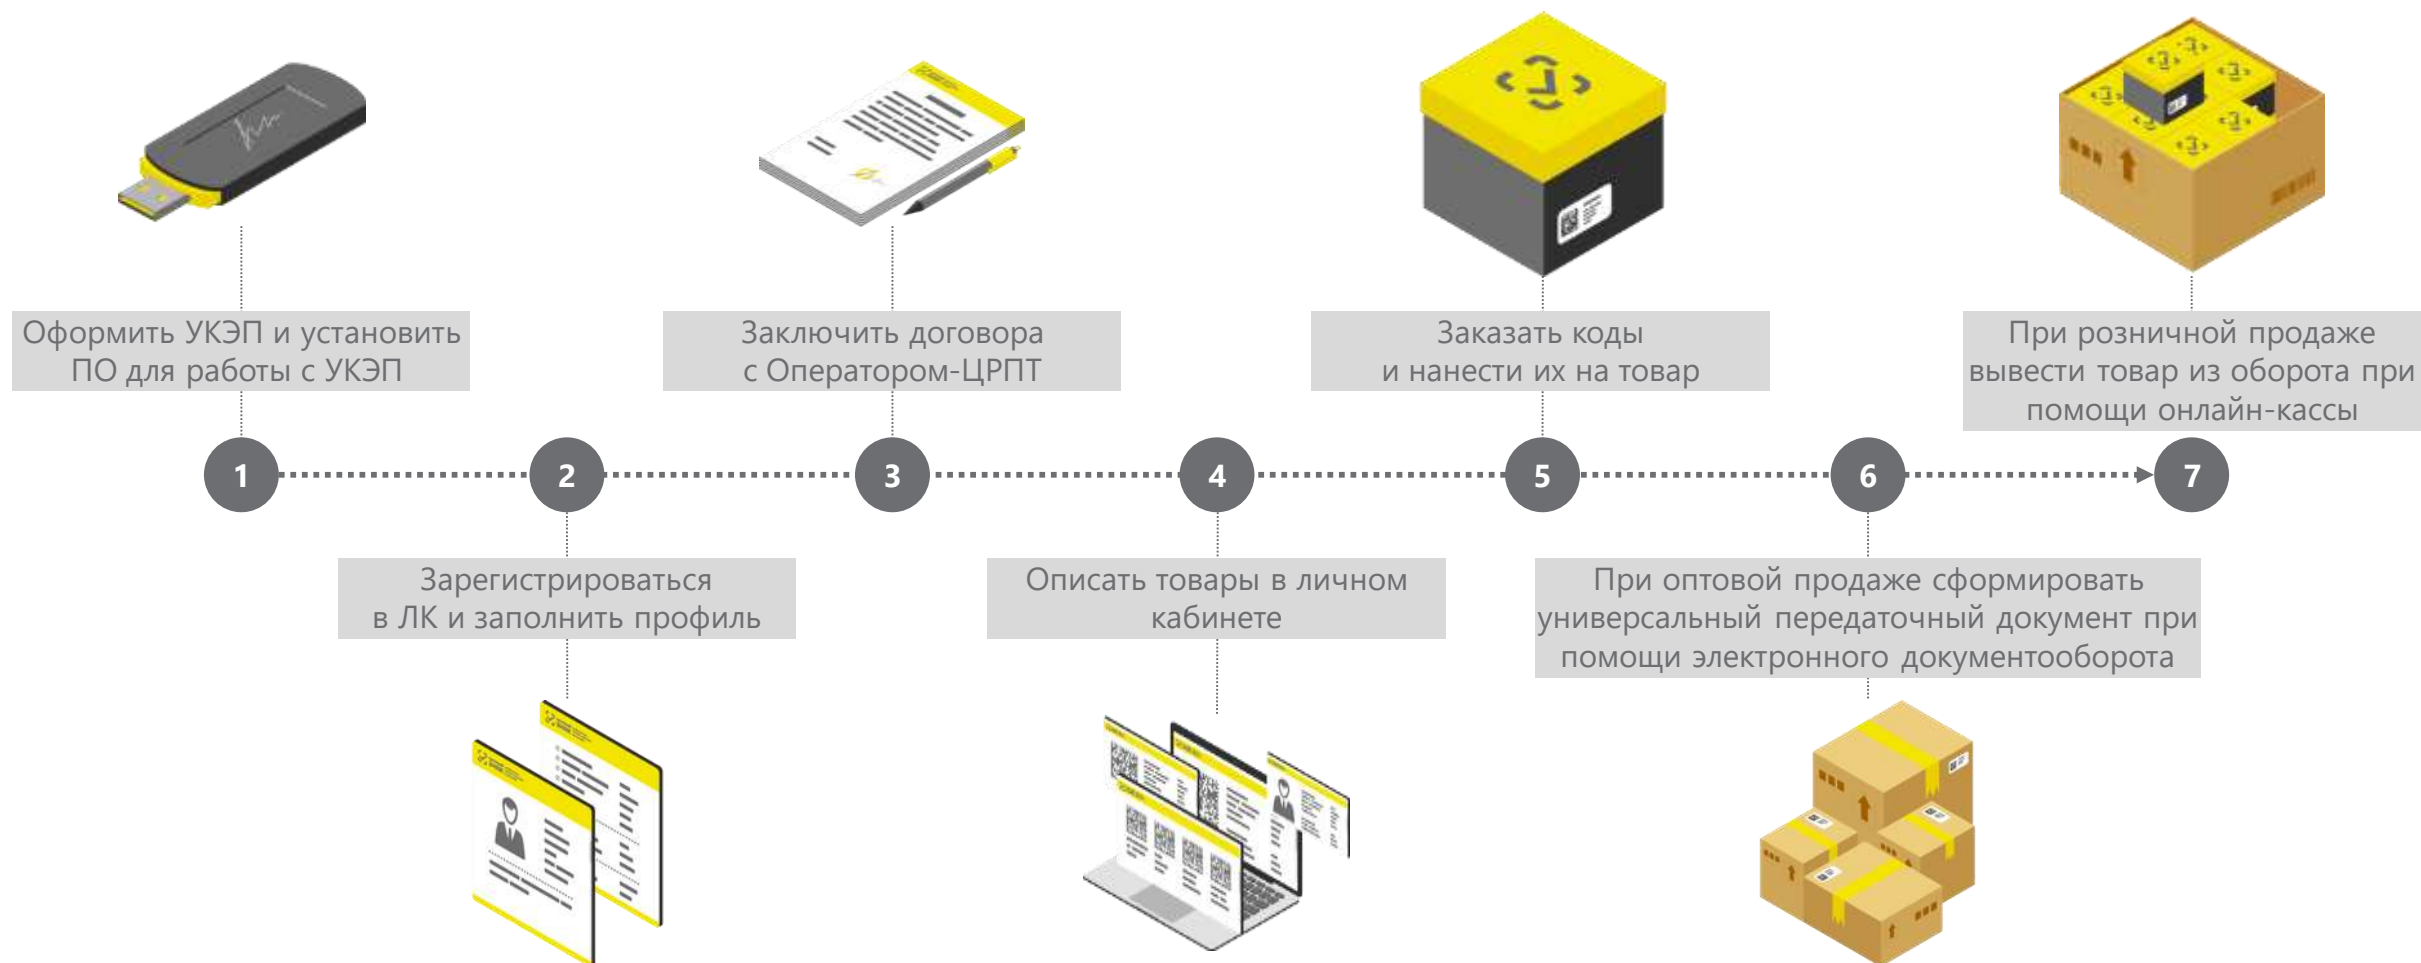 Оформить УКЭП и установить
ПО для работы с УКЭП
Заключить договора
с Оператором-ЦРПТ
Заказать коды
и нанести их на товар
При розничной продаже
вывести товар из оборота при
помощи онлайн-кассы
1
2
3
4
5
6
7
Зарегистрироваться
в ЛК и заполнить профиль
Описать товары в личном
кабинете
При оптовой продаже сформировать
универсальный передаточный документ при
помощи электронного документооборота